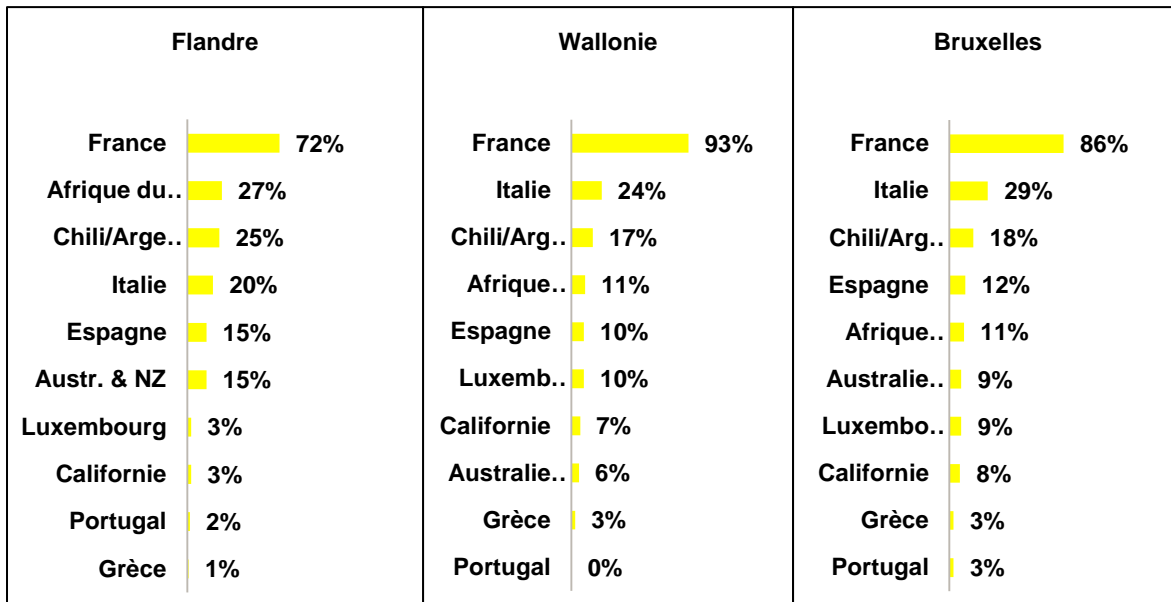 Flandre
France 72%
Afrique du.. 27%
Chili/Arge.. 25%
Italie 20%
Espagne 15%
Austr. & NZ 15%
Luxembourg 3%
Californie 3%
Portugal 2%
Grèce 1%
Wallonie
France 93%
Italie 24%
Chili/Arg.. 17%
Afrique.. 11%
Espagne 10%
Luxemb.. 10%
Californie 7%
Australie.. 6%
Grèce 3%
Portugal 0%
Bruxelles
France 86%
Italie 29%
Chili/Arg.. 18%
Espagne 12%
Afrique.. 11%
Australie.. 9%
Luxembo.. 9%
Californie 8%
Grèce 3%
Portugal 3%